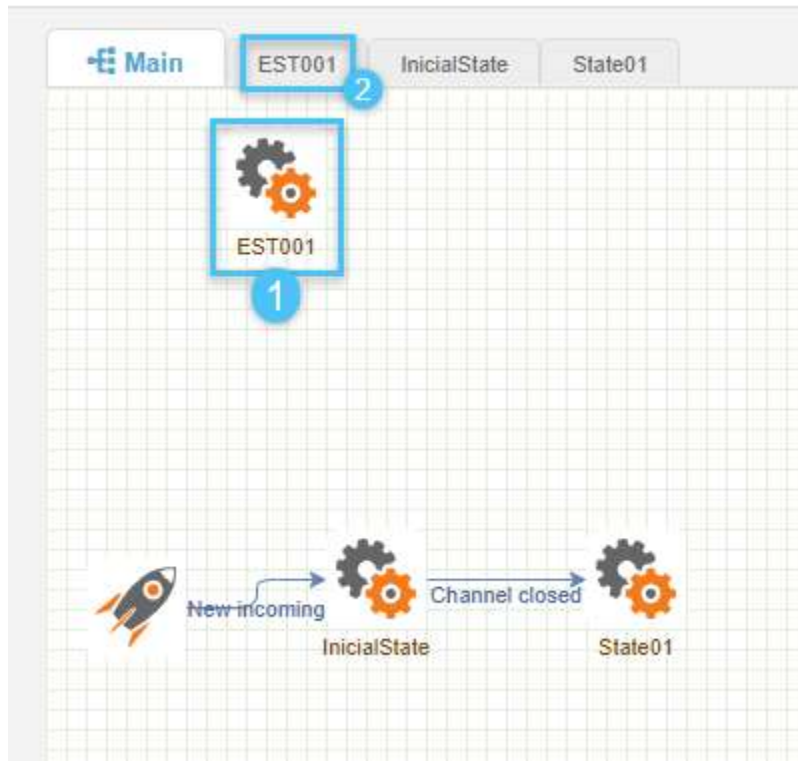 Main
EST001
InicialState
State01
2
EST001
1
New incoming
Channel closed
InicialState
State01